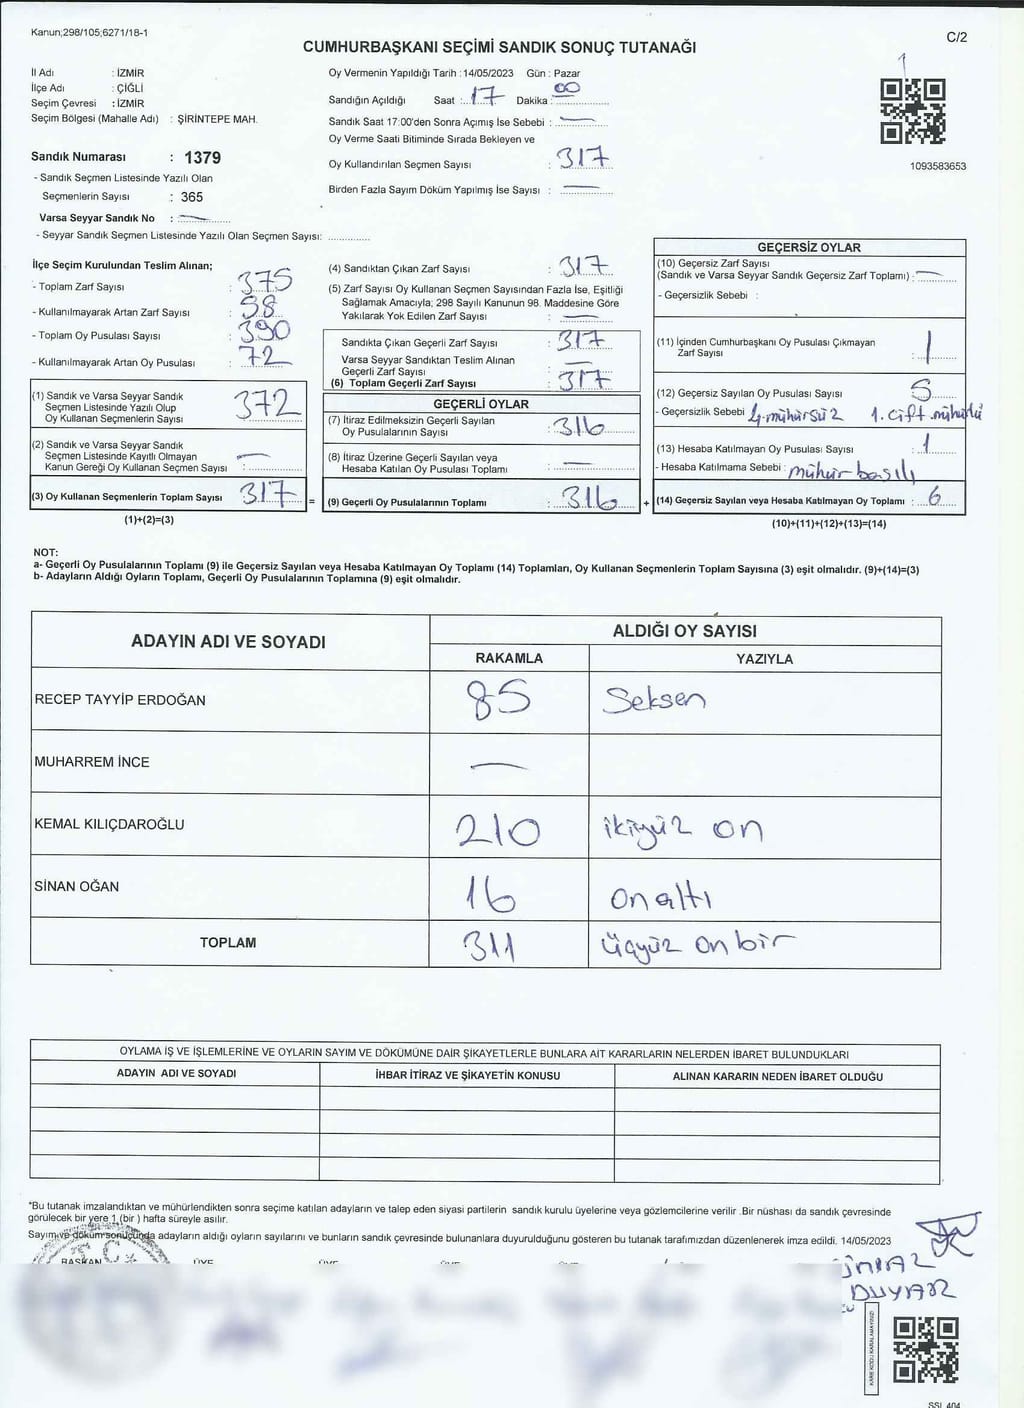 Kanun;298/105;6271/18-1
C/2
CUMHURBAŞKANI SEÇİMİ SANDIK SONUÇ TUTANAĞI
1
İl Adı : İZMİR
İlçe Adı : ÇİĞLİ
Seçim Çevresi : İZMİR
Seçim Bölgesi (Mahalle Adı) : ŞİRİNTEPE MAH.
Sandık Numarası : 1379
- Sandık Seçmen Listesinde Yazılı Olan
Seçmenlerin Sayısı : 365
Varsa Seyyar Sandık No :
- Seyyar Sandık Seçmen Listesinde Yazılı Olan Seçmen Sayısı:
Oy Vermenin Yapıldığı Tarih : 14/05/2023 Gün : Pazar
Sandığın Açıldığı Saat : 17 Dakika : 00
Sandık Saat 17:00'den Sonra Açımış İse Sebebi :
Oy Verme Saati Bitiminde Sırada Bekleyen ve
Oy Kullandırılan Seçmen Sayısı : 317
Birden Fazla Sayım Döküm Yapılmış İse Sayısı :
1093583653
İlçe Seçim Kurulundan Teslim Alınan;
- Toplam Zarf Sayısı : 375
- Kullanılmayarak Artan Zarf Sayısı : 58
- Toplam Oy Pusulası Sayısı : 390
- Kullanılmayarak Artan Oy Pusulası : 72
(1) Sandık ve Varsa Seyyar Sandık
Seçmen Listesinde Yazılı Olup
Oy Kullanan Seçmenlerin Sayısı : 372
(2) Sandık ve Varsa Seyyar Sandık
Seçmen Listesinde Kayıtlı Olmayan
Kanun Gereği Oy Kullanan Seçmen Sayısı :
(3) Oy Kullanan Seçmenlerin Toplam Sayısı 317 =
(1)+(2)=(3)
(4) Sandıktan Çıkan Zarf Sayısı : 317
(5) Zarf Sayısı Oy Kullanan Seçmen Sayısından Fazla İse, Eşitliği
Sağlamak Amacıyla; 298 Sayılı Kanunun 98. Maddesine Göre
Yakılarak Yok Edilen Zarf Sayısı :
Sandıkta Çıkan Geçerli Zarf Sayısı : 317
Varsa Seyyar Sandıktan Teslim Alınan
Geçerli Zarf Sayısı :
(6) Toplam Geçerli Zarf Sayısı : 317
GEÇERLİ OYLAR
(7) İtiraz Edilmeksizin Geçerli Sayılan
Oy Pusulalarının Sayısı : 316
(8) İtiraz Üzerine Geçerli Sayılan veya
Hesaba Katılan Oy Pusulası Toplamı :
(9) Geçerli Oy Pusulalarının Toplamı : 316 +
GEÇERSİZ OYLAR
(10) Geçersiz Zarf Sayısı
(Sandık ve Varsa Seyyar Sandık Geçersiz Zarf Toplamı) :
- Geçersizlik Sebebi :
(11) İçinden Cumhurbaşkanı Oy Pusulası Çıkmayan
Zarf Sayısı : 1
(12) Geçersiz Sayılan Oy Pusulası Sayısı : 5
- Geçersizlik Sebebi : 4.mühürsüz 1.çift mühürlü
(13) Hesaba Katılmayan Oy Pusulası Sayısı : 1
- Hesaba Katılmama Sebebi : mühür basılı
(14) Geçersiz Sayılan veya Hesaba Katılmayan Oy Toplamı : 6
(10)+(11)+(12)+(13)=(14)
NOT:
a- Geçerli Oy Pusulalarının Toplamı (9) ile Geçersiz Sayılan veya Hesaba Katılmayan Oy Toplamı (14) Toplamları, Oy Kullanan Seçmenlerin Toplam Sayısına (3) eşit olmalıdır. (9)+(14)=(3)
b- Adayların Aldığı Oyların Toplamı, Geçerli Oy Pusulalarının Toplamına (9) eşit olmalıdır.
ADAYIN ADI VE SOYADI ALDIĞI OY SAYISI
RAKAMLA YAZIYLA
RECEP TAYYİP ERDOĞAN 85 Seksen
MUHARREM İNCE
KEMAL KILIÇDAROĞLU 210 ikiyüz on
SİNAN OĞAN 16 on altı
TOPLAM 311 üçyüz on bir
OYLAMA İŞ VE İŞLEMLERİNE VE OYLARIN SAYIM VE DÖKÜMÜNE DAİR ŞİKAYETLERLE BUNLARA AİT KARARLARIN NELERDEN İBARET BULUNDUKLARI
ADAYIN ADI VE SOYADI İHBAR İTİRAZ VE ŞİKAYETİN KONUSU ALINAN KARARIN NEDEN İBARET OLDUĞU
*Bu tutanak imzalandıktan ve mühürlendikten sonra seçime katılan adayların ve talep eden siyasi partilerin sandık kurulu üyelerine veya gözlemcilerine verilir .Bir nüshası da sandık çevresinde
görülecek bir yere 1 (bir ) hafta süreyle asılır.
Sayım ve döküm sonucunda adayların aldığı oyların sayılarını ve bunların sandık çevresinde bulunanlara duyurulduğunu gösteren bu tutanak tarafımızdan düzenlenerek imza edildi. 14/05/2023
T.C.
BAŞKAN ÜYE
DUYAR
SSI 404